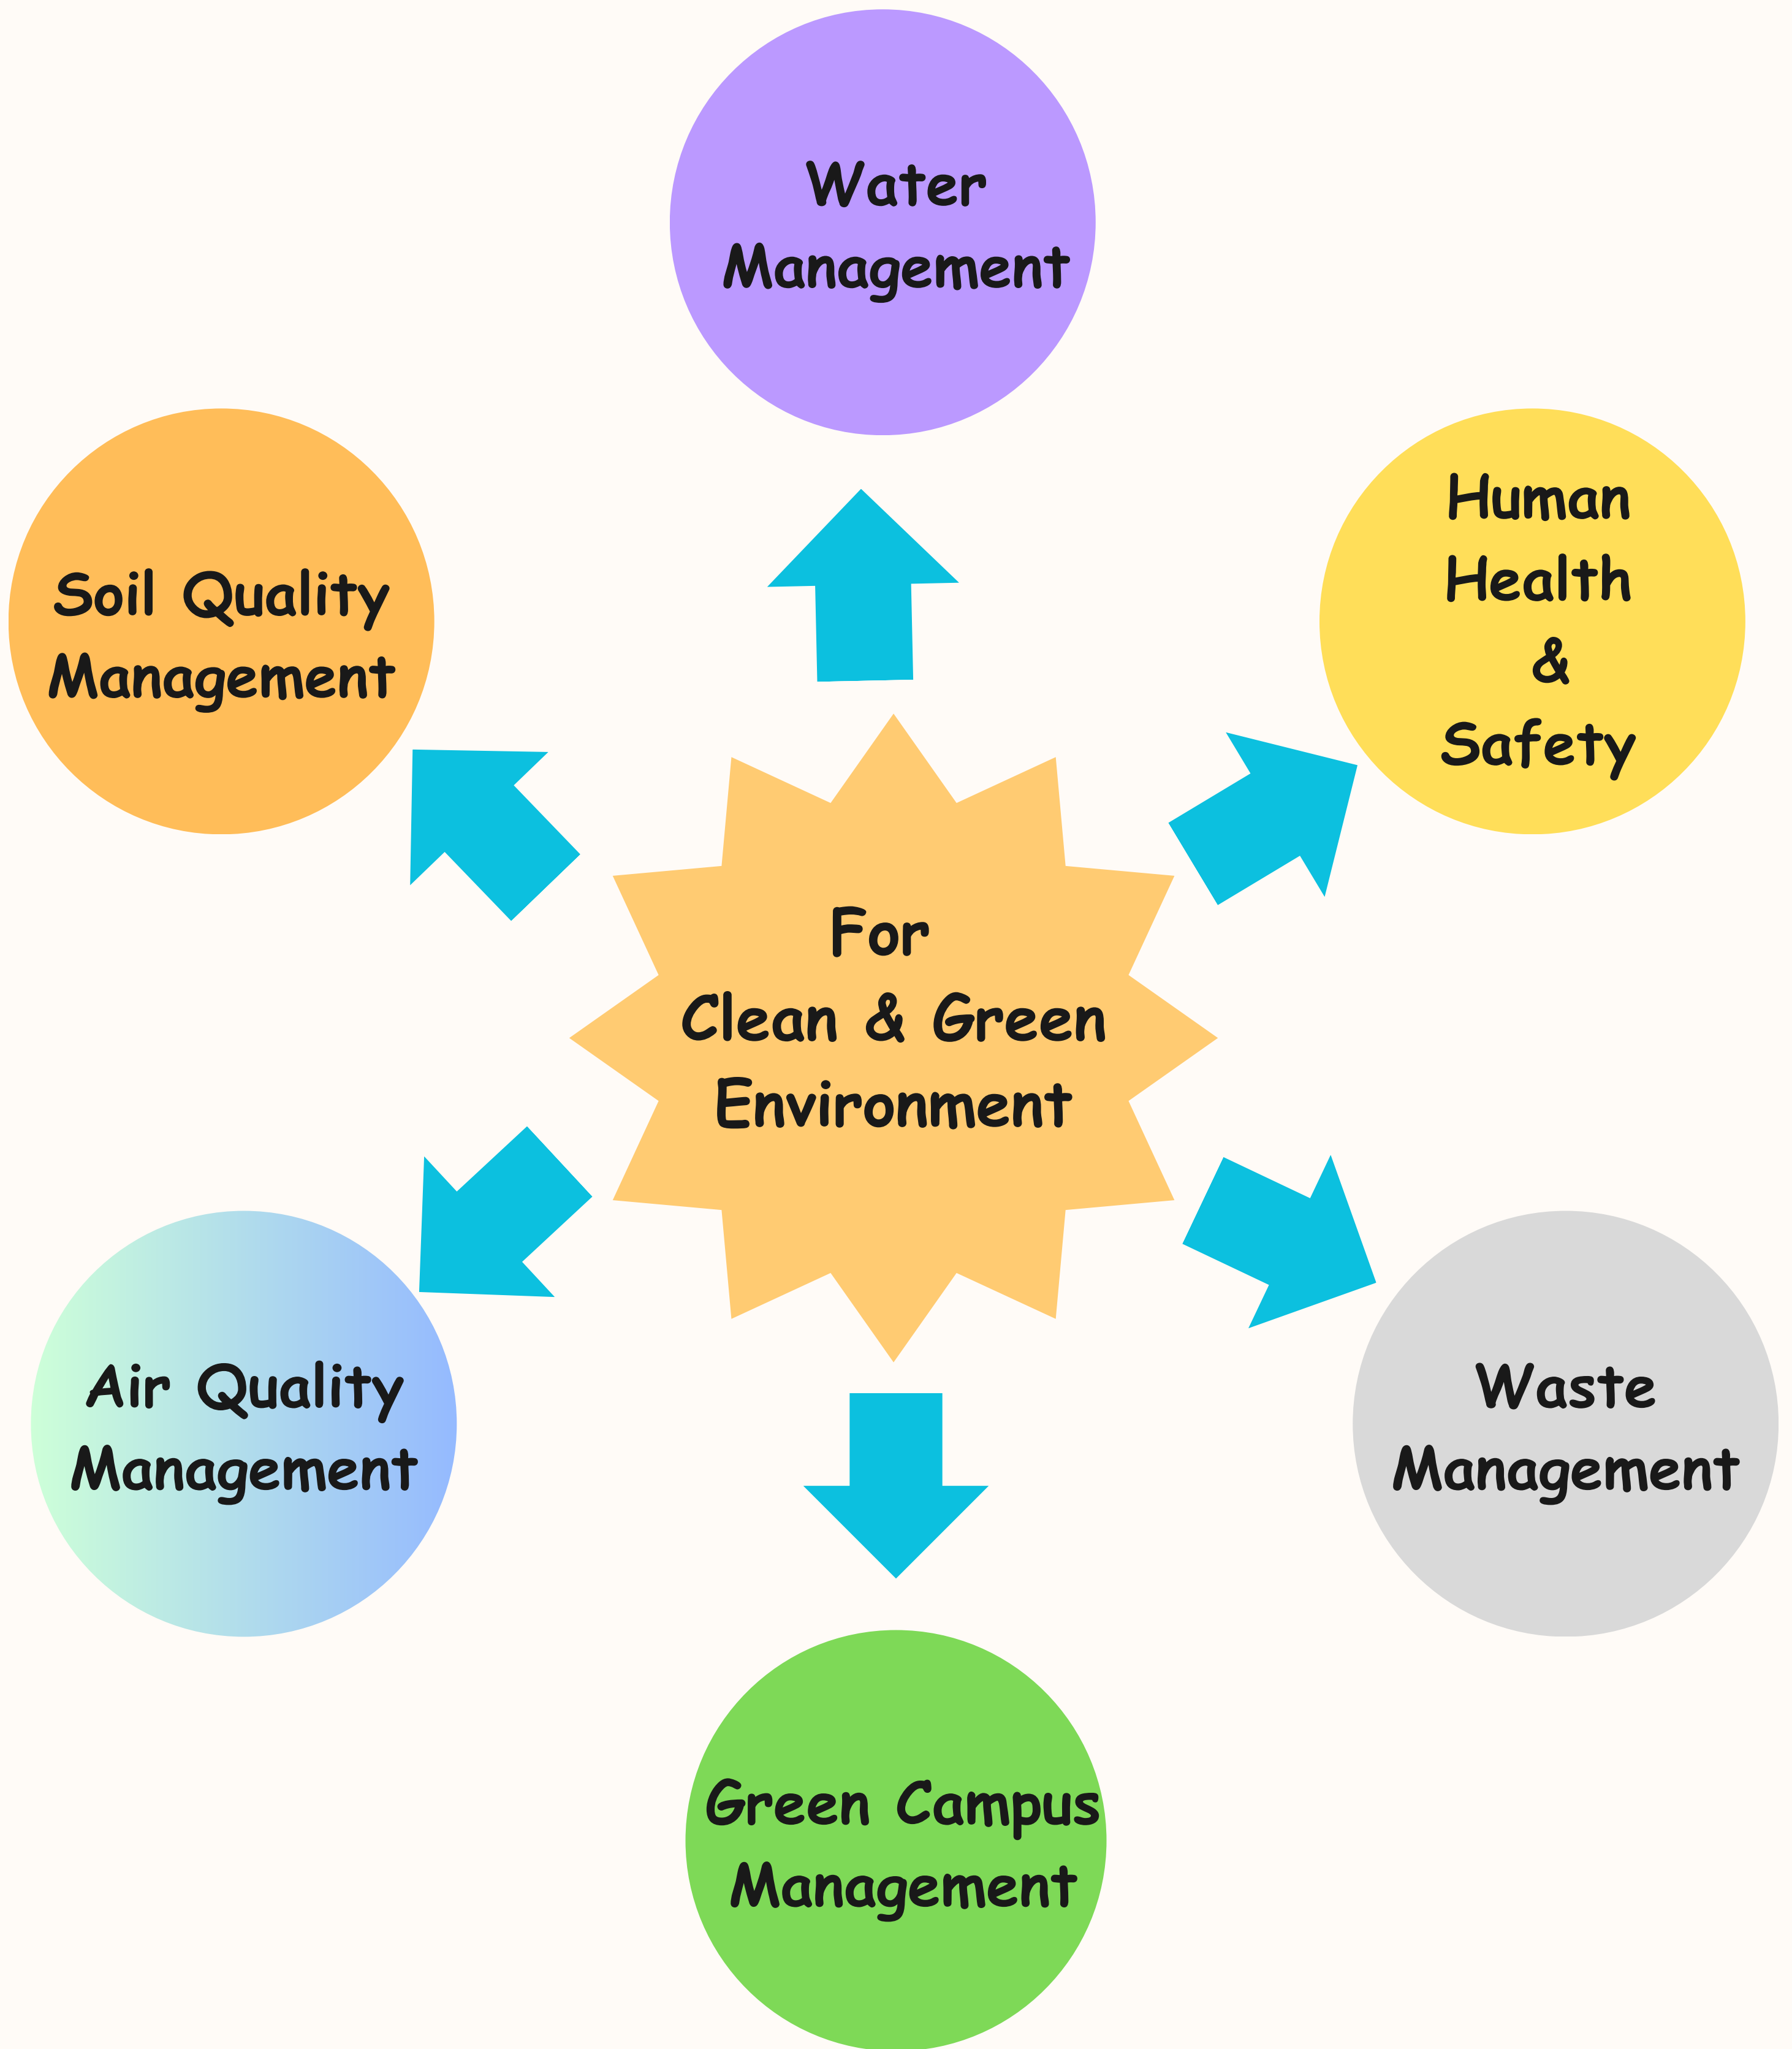 Water
Management
Human
Health
&
Safety
Soil Quality
Management
For
Clean & Green
Environment
Air Quality
Management
Waste
Management
Green Campus
Management